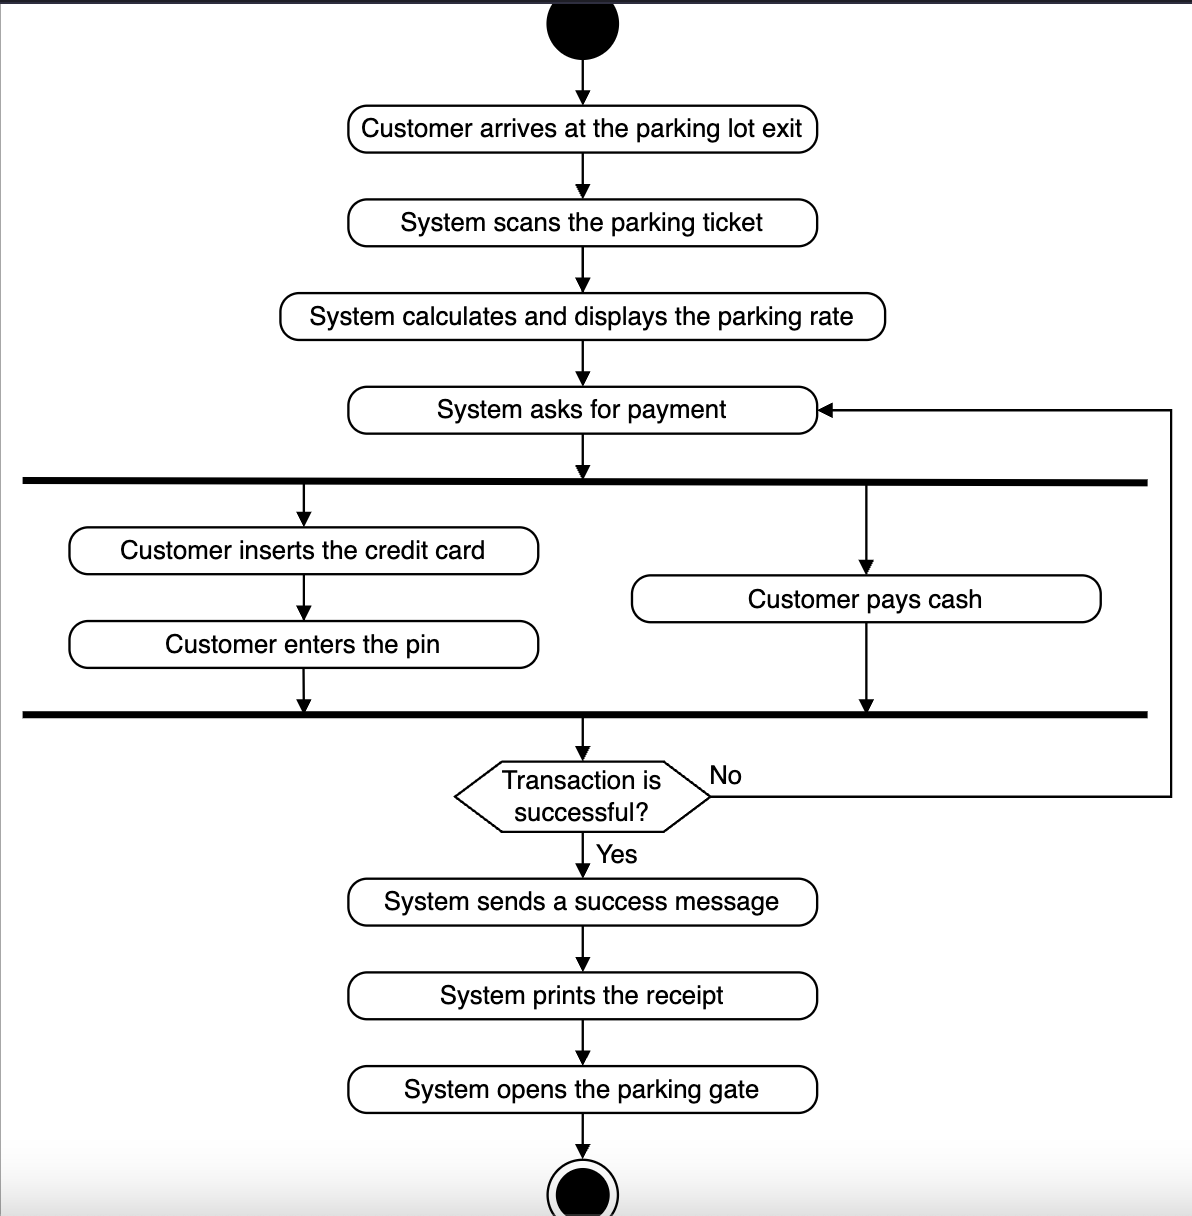 Customer arrives at the parking lot exit
System scans the parking ticket
System calculates and displays the parking rate
System asks for payment
Customer inserts the credit card
Customer pays cash
Customer enters the pin
Transaction is
successful?
No
Yes
System sends a success message
System prints the receipt
System opens the parking gate